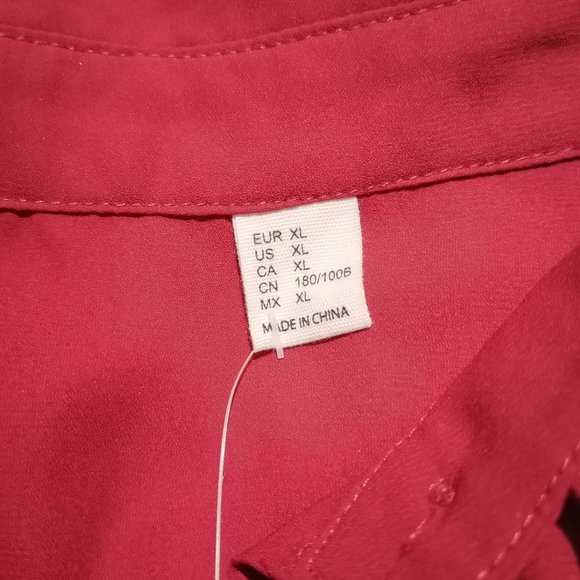 EUR XL
US XL
CA XL
CN 180/100B
MX XL
MADE IN CHINA